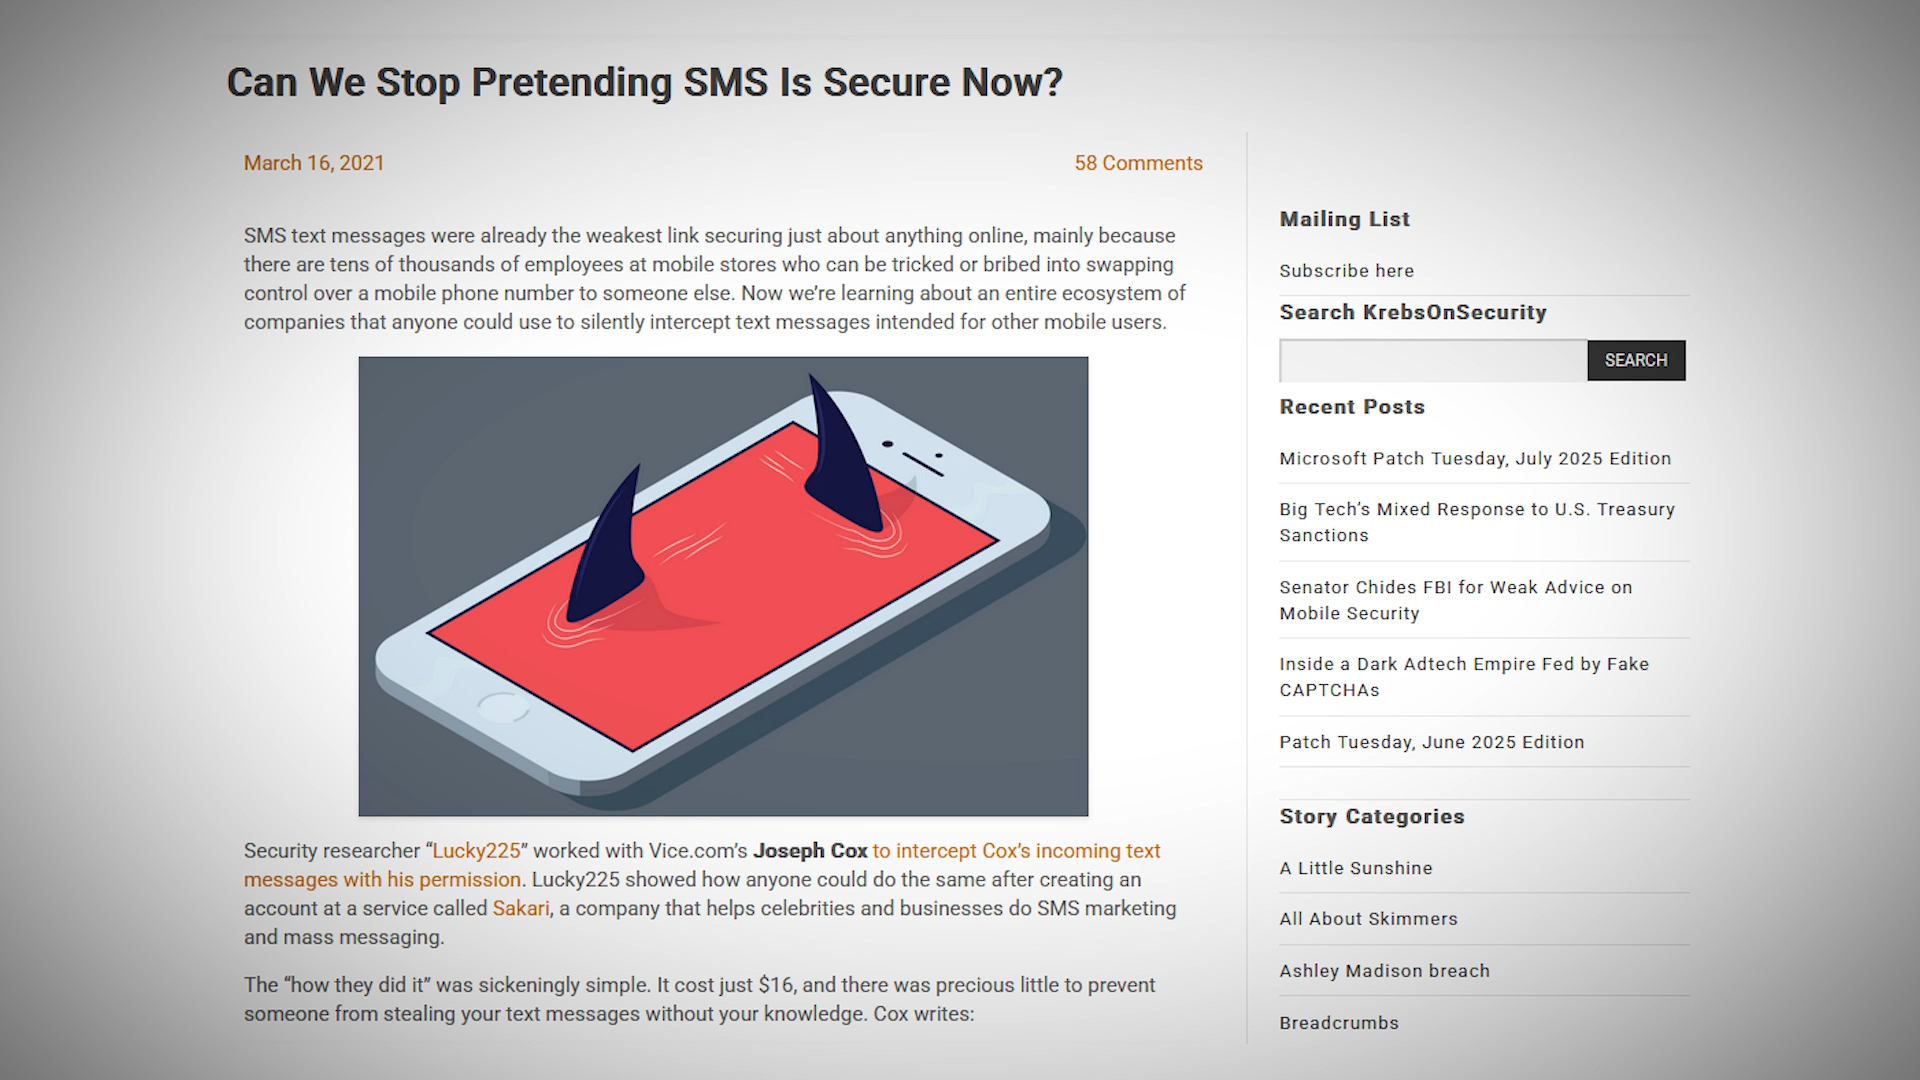 Can We Stop Pretending SMS Is Secure Now?
March 16, 2021
58 Comments
SMS text messages were already the weakest link securing just about anything online, mainly because
there are tens of thousands of employees at mobile stores who can be tricked or bribed into swapping
control over a mobile phone number to someone else. Now we’re learning about an entire ecosystem of
companies that anyone could use to silently intercept text messages intended for other mobile users.
Security researcher “Lucky225” worked with Vice.com’s Joseph Cox to intercept Cox’s incoming text
messages with his permission. Lucky225 showed how anyone could do the same after creating an
account at a service called Sakari, a company that helps celebrities and businesses do SMS marketing
and mass messaging.
The “how they did it” was sickeningly simple. It cost just $16, and there was precious little to prevent
someone from stealing your text messages without your knowledge. Cox writes:
Mailing List
Subscribe here
Search KrebsOnSecurity
SEARCH
Recent Posts
Microsoft Patch Tuesday, July 2025 Edition
Big Tech’s Mixed Response to U.S. Treasury
Sanctions
Senator Chides FBI for Weak Advice on
Mobile Security
Inside a Dark Adtech Empire Fed by Fake
CAPTCHAs
Patch Tuesday, June 2025 Edition
Story Categories
A Little Sunshine
All About Skimmers
Ashley Madison breach
Breadcrumbs